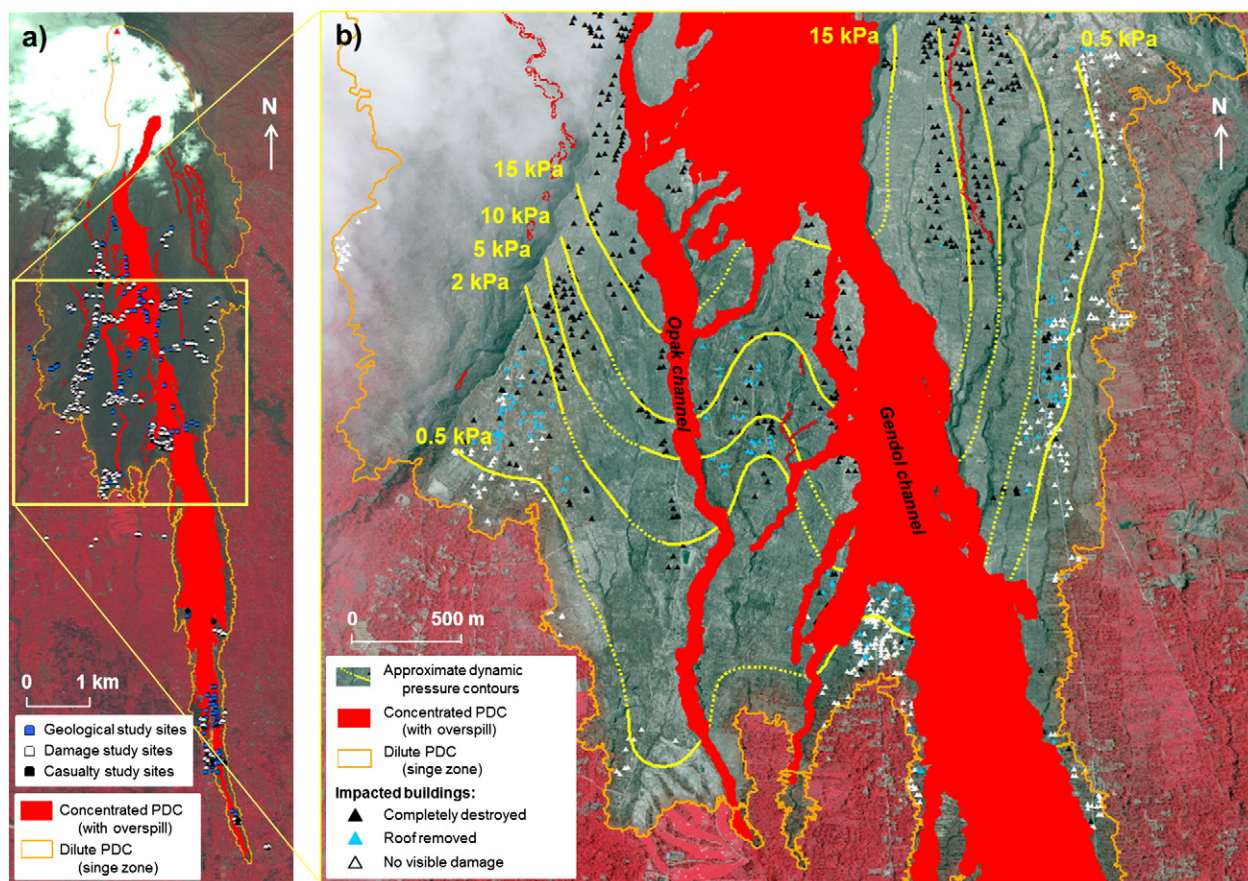 a)
N
0 1 km
Geological study sites
Damage study sites
Casualty study sites
Concentrated PDC
(with overspill)
Dilute PDC
(singe zone)
b)
15 kPa
0.5 kPa
N
15 kPa
10 kPa
5 kPa
2 kPa
0.5 kPa
Opak channel
Gendol channel
0 500 m
Approximate dynamic
pressure contours
Concentrated PDC
(with overspill)
Dilute PDC
(singe zone)
Impacted buildings:
Completely destroyed
Roof removed
No visible damage